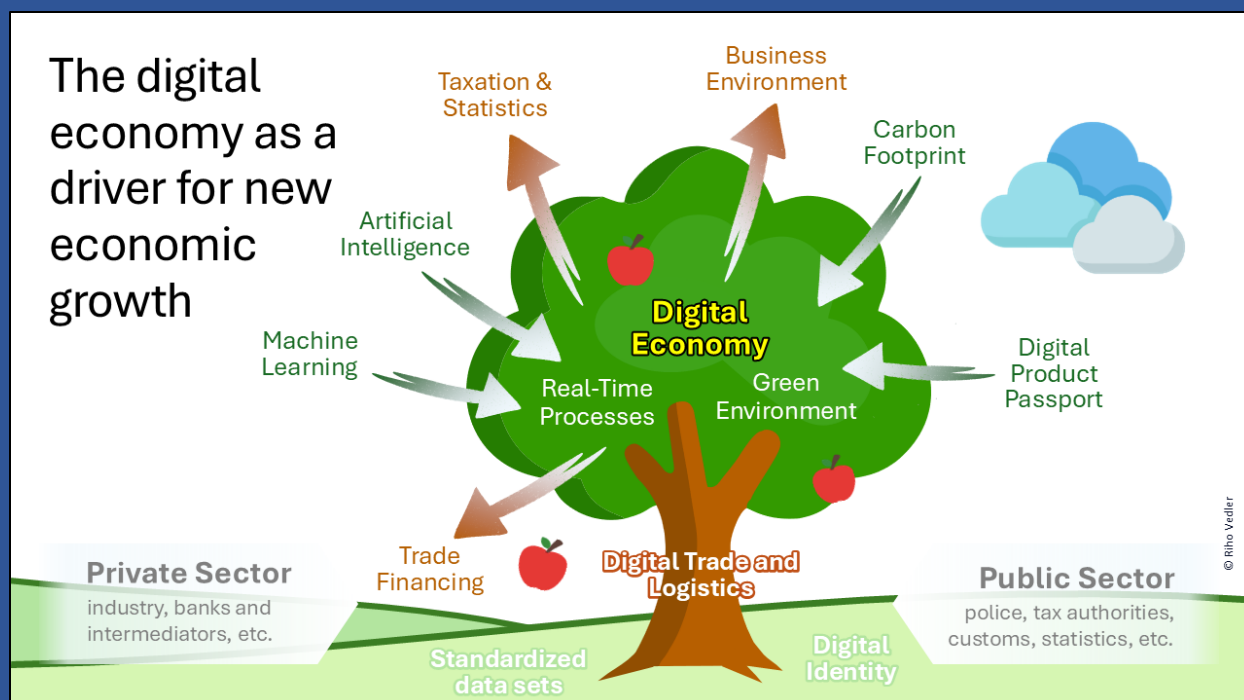 The digital
economy as a
driver for new
economic
growth
Taxation &
Statistics
Business
Environment
Carbon
Footprint
Artificial
Intelligence
Machine
Learning
Digital
Economy
Real-Time
Processes
Green
Environment
Digital
Product
Passport
Trade
Financing
Digital Trade and
Logistics
Private Sector
industry, banks and
intermediators, etc.
Public Sector
police, tax authorities,
customs, statistics, etc.
Standardized
data sets
Digital
Identity
© Riho Vedler